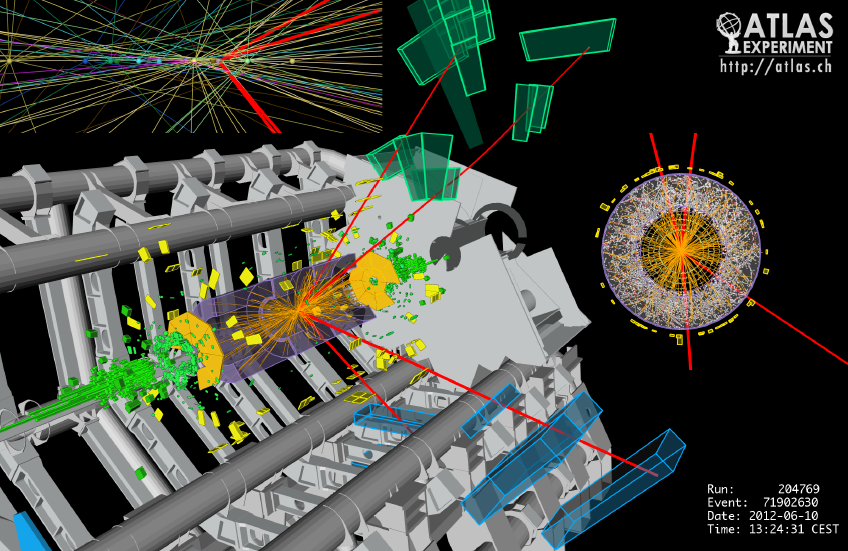 ATLAS
EXPERIMENT
http://atlas.ch
Run: 204769
Event: 71902630
Date: 2012-06-10
Time: 13:24:31 CEST